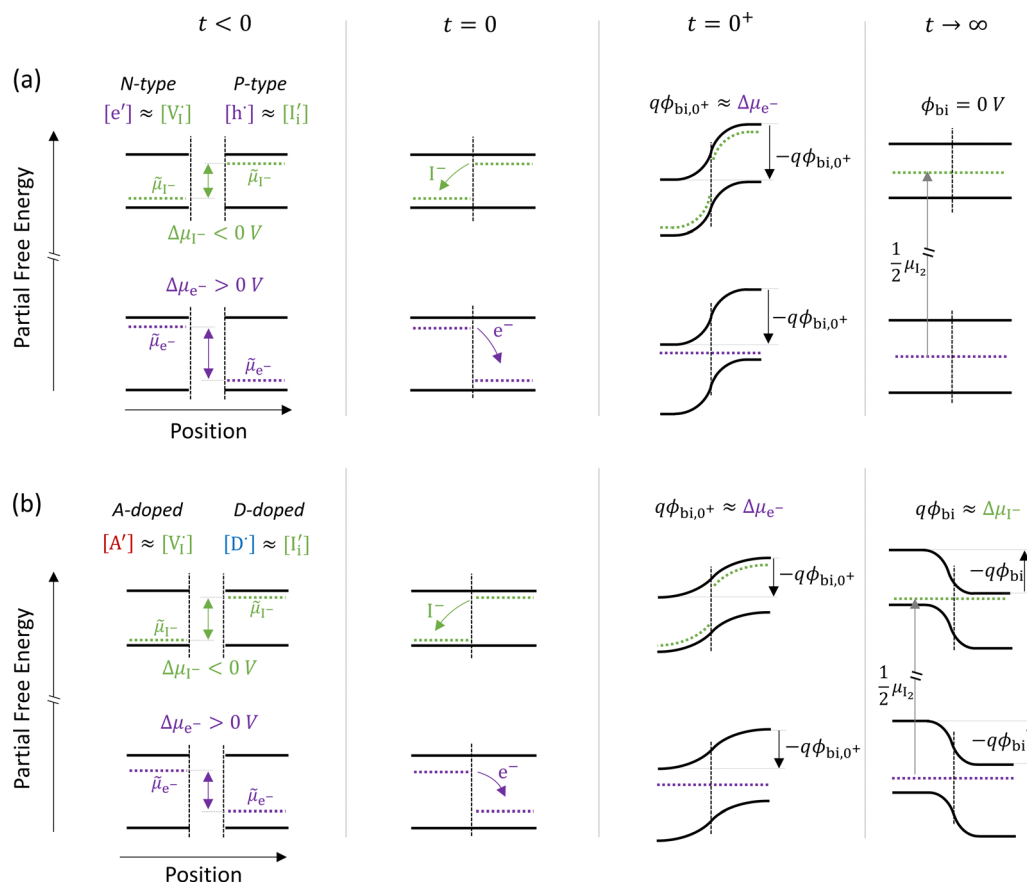 t < 0 t = 0 t = 0⁺ t → ∞
(a)
N-type P-type
[e′] ≈ [V_I^·] [h^·] ≈ [I_i′]
qϕ_bi,0⁺ ≈ Δμ_e⁻
ϕ_bi = 0 V
μ̃_I⁻
μ̃_I⁻
I⁻
−qϕ_bi,0⁺
Δμ_I⁻ < 0 V
Δμ_e⁻ > 0 V
½ μ_I₂
Partial Free Energy
μ̃_e⁻
μ̃_e⁻
e⁻
−qϕ_bi,0⁺
Position
(b)
A-doped D-doped
[A′] ≈ [V_I^·] [D^·] ≈ [I_i′]
qϕ_bi,0⁺ ≈ Δμ_e⁻
qϕ_bi ≈ Δμ_I⁻
μ̃_I⁻
μ̃_I⁻
I⁻
−qϕ_bi,0⁺
−qϕ_bi
Δμ_I⁻ < 0 V
Δμ_e⁻ > 0 V
½ μ_I₂
Partial Free Energy
μ̃_e⁻
μ̃_e⁻
e⁻
−qϕ_bi,0⁺
−qϕ_bi
Position